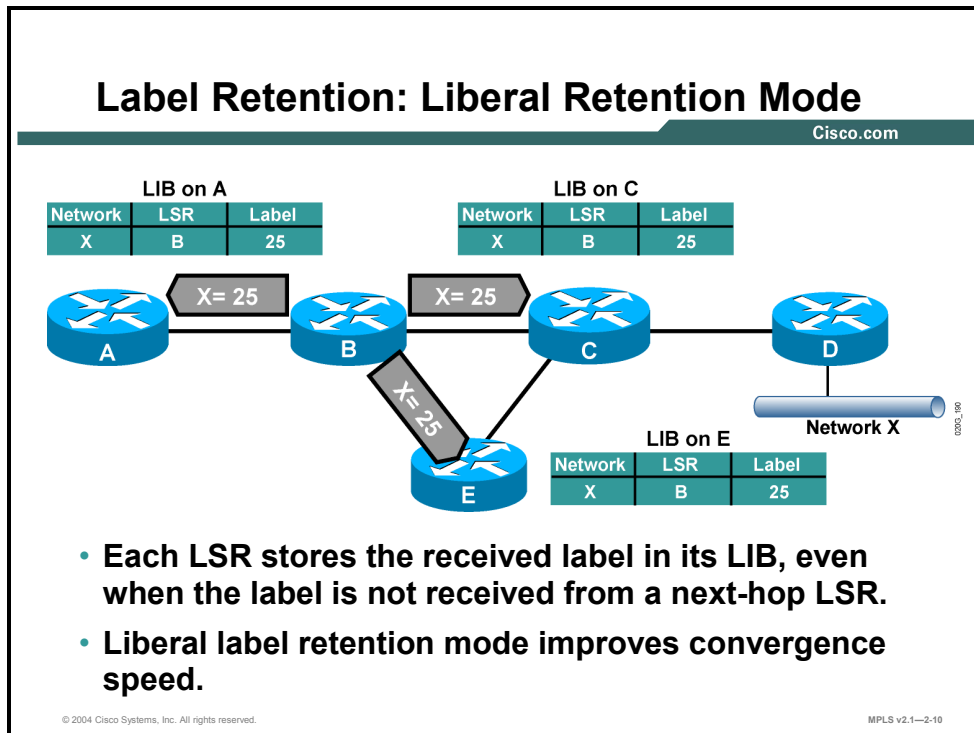 Label Retention: Liberal Retention Mode
Cisco.com
LIB on A
Network LSR Label
X B 25
LIB on C
Network LSR Label
X B 25
X= 25
X= 25
A
B
C
D
X= 25
Network X
020G_190
E
LIB on E
Network LSR Label
X B 25
• Each LSR stores the received label in its LIB, even
when the label is not received from a next-hop LSR.
• Liberal label retention mode improves convergence
speed.
© 2004 Cisco Systems, Inc. All rights reserved.
MPLS v2.1—2-10